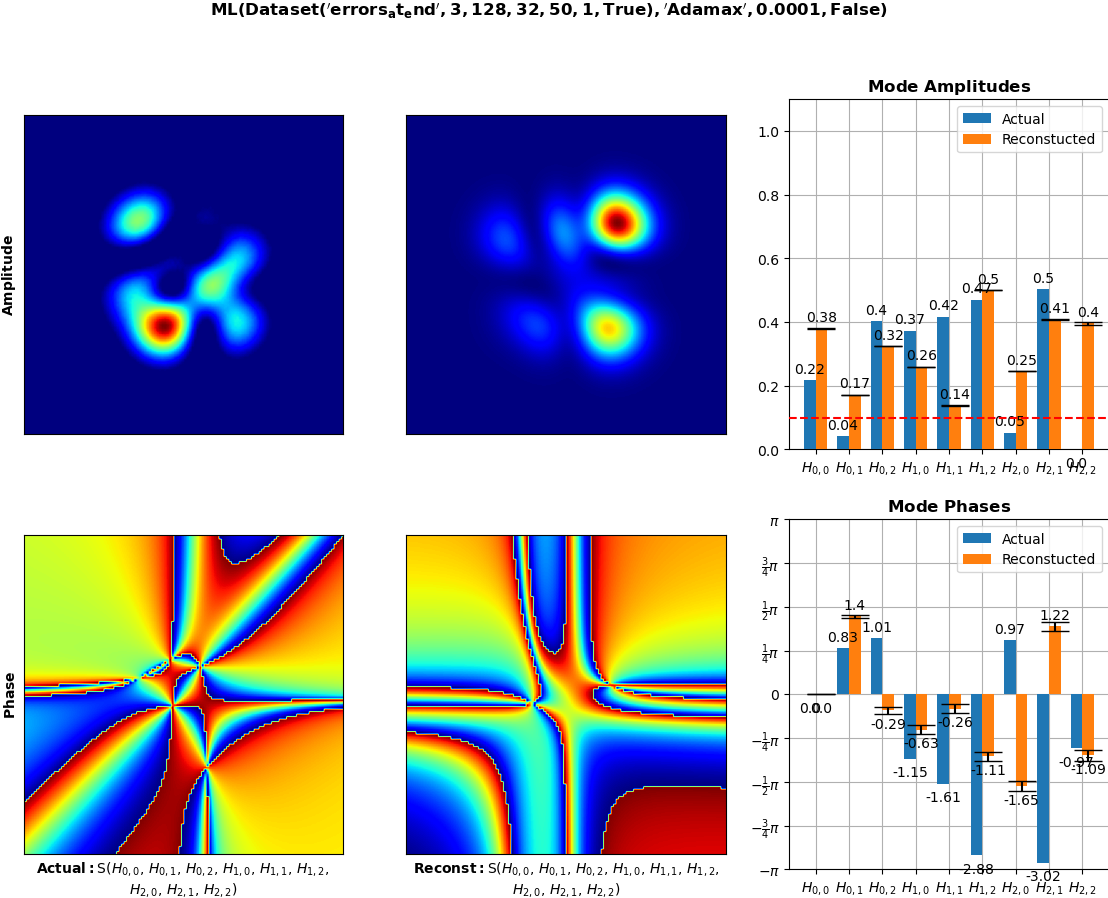 ML(Dataset('errors_at_end', 3, 128, 32, 50, 1, True), 'Adamax', 0.0001, False)
Amplitude
Mode Amplitudes
Actual
Reconstucted
1.0
0.8
0.6
0.4
0.2
0.0
0.22 0.04 0.4 0.37 0.42 0.47 0.05 0.5 0.0
0.38 0.17 0.32 0.26 0.14 0.5 0.25 0.41 0.4
H0,0 H0,1 H0,2 H1,0 H1,1 H1,2 H2,0 H2,1 H2,2
Phase
Mode Phases
Actual
Reconstucted
π
3/4π
1/2π
1/4π
0
−1/4π
−1/2π
−3/4π
−π
0.0 0.83 1.01 -1.15 -1.61 -2.88 0.97 -3.02 -0.97
0.0 1.4 -0.29 -0.63 -0.26 -1.11 -1.65 1.22 -1.09
H0,0 H0,1 H0,2 H1,0 H1,1 H1,2 H2,0 H2,1 H2,2
Actual: S(H0,0, H0,1, H0,2, H1,0, H1,1, H1,2,
H2,0, H2,1, H2,2)
Reconst: S(H0,0, H0,1, H0,2, H1,0, H1,1, H1,2,
H2,0, H2,1, H2,2)